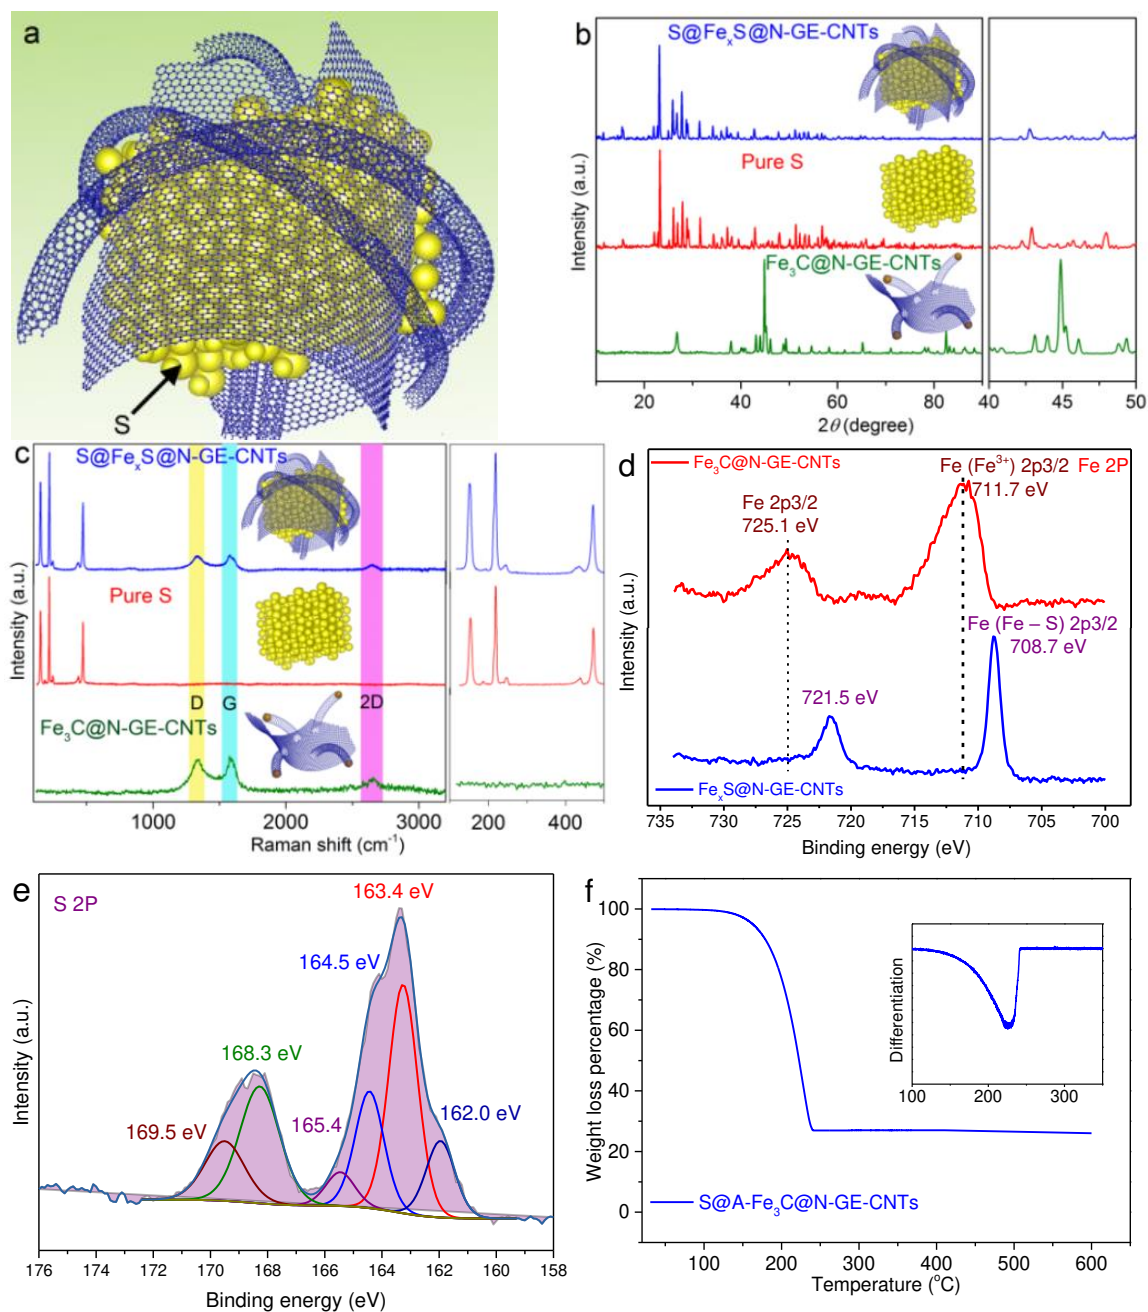 a
S
b
S@FeₓS@N-GE-CNTs
Pure S
Fe₃C@N-GE-CNTs
Intensity (a.u.)
20 40 60 80 40 42 44 46 48 50
2θ (degree)
c
S@FeₓS@N-GE-CNTs
Pure S
D G 2D
Fe₃C@N-GE-CNTs
Intensity (a.u.)
1000 2000 3000 200 400
Raman shift (cm⁻¹)
d
Fe₃C@N-GE-CNTs
Fe (Fe³⁺) 2p3/2 Fe 2P
711.7 eV
Fe 2p3/2
725.1 eV
Fe (Fe – S) 2p3/2
708.7 eV
721.5 eV
FeₓS@N-GE-CNTs
Intensity (a.u.)
735 730 725 720 715 710 705 700
Binding energy (eV)
e
S 2P
163.4 eV
164.5 eV
168.3 eV
162.0 eV
165.4
169.5 eV
Intensity (a.u.)
176 174 172 170 168 166 164 162 160 158
Binding energy (eV)
f
100
80
60
40
20
0
Weight loss percentage (%)
Differentiation
100 200 300
S@A-Fe₃C@N-GE-CNTs
100 200 300 400 500 600
Temperature (°C)